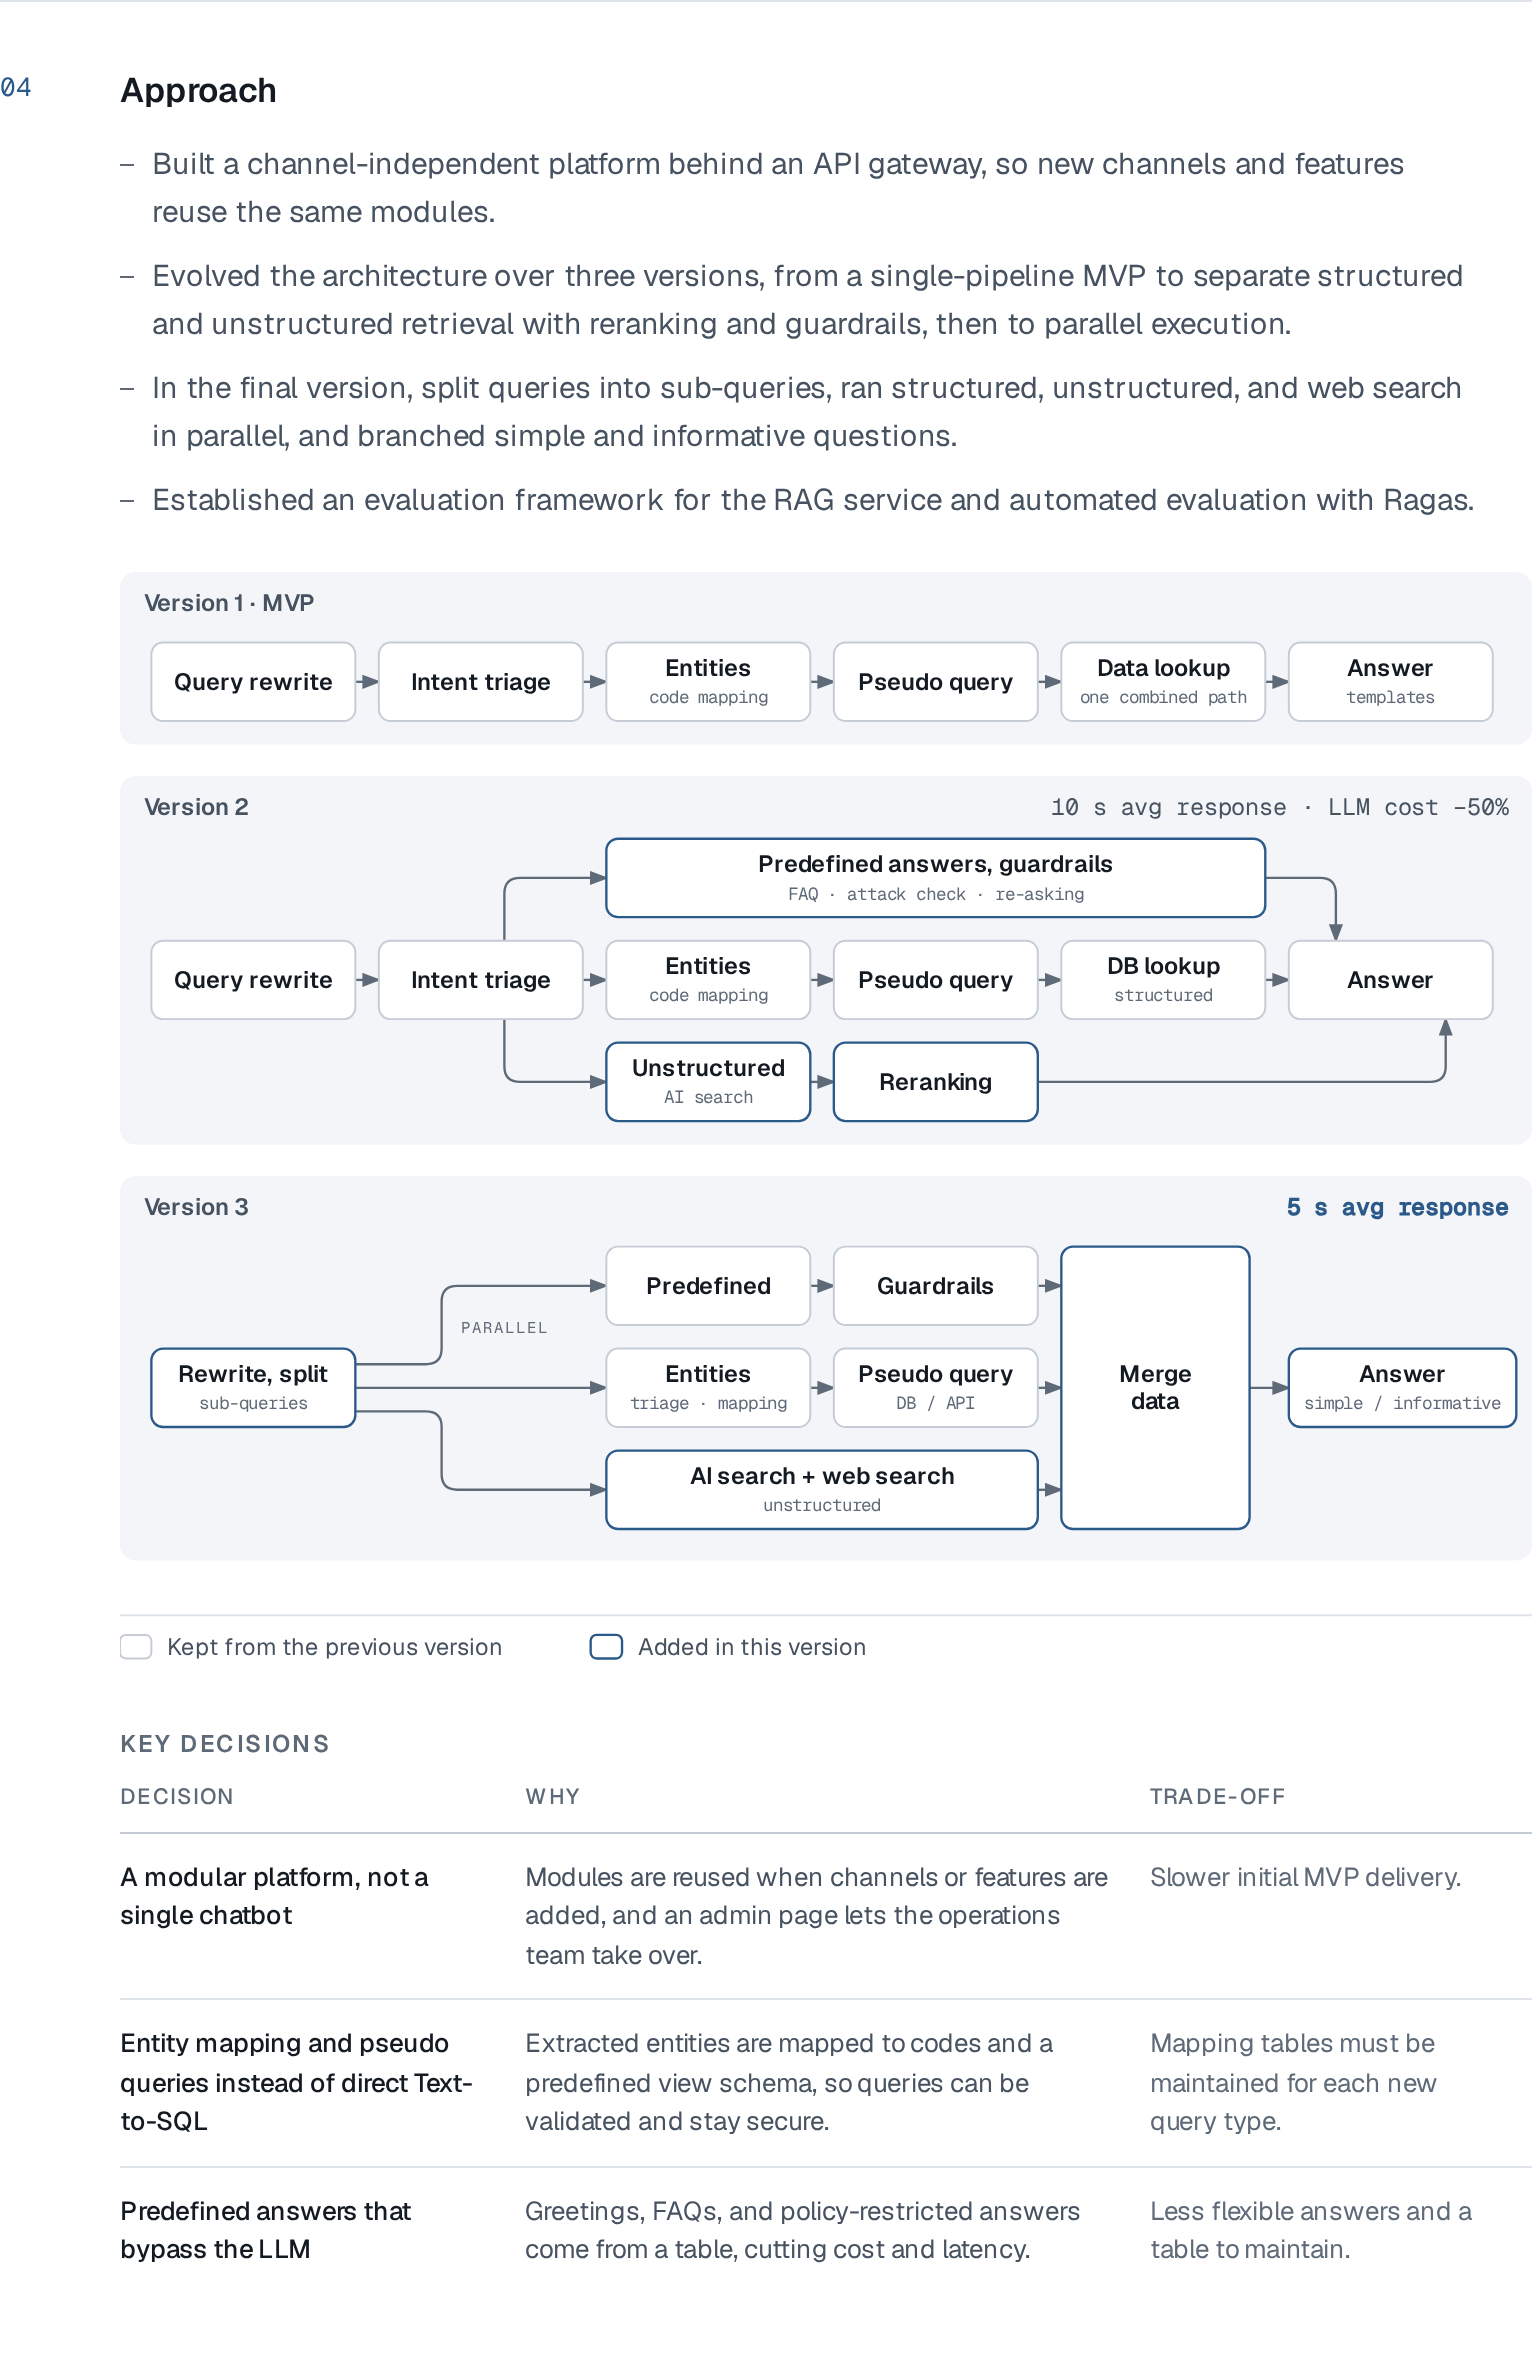 04
Approach
– Built a channel-independent platform behind an API gateway, so new channels and features
reuse the same modules.
– Evolved the architecture over three versions, from a single-pipeline MVP to separate structured
and unstructured retrieval with reranking and guardrails, then to parallel execution.
– In the final version, split queries into sub-queries, ran structured, unstructured, and web search
in parallel, and branched simple and informative questions.
– Established an evaluation framework for the RAG service and automated evaluation with Ragas.
Version 1 · MVP
Query rewrite
Intent triage
Entities
code mapping
Pseudo query
Data lookup
one combined path
Answer
templates
Version 2
10 s avg response · LLM cost −50%
Predefined answers, guardrails
FAQ · attack check · re-asking
Query rewrite
Intent triage
Entities
code mapping
Pseudo query
DB lookup
structured
Answer
Unstructured
AI search
Reranking
Version 3
5 s avg response
Predefined
Guardrails
PARALLEL
Rewrite, split
sub-queries
Entities
triage · mapping
Pseudo query
DB / API
Merge
data
Answer
simple / informative
AI search + web search
unstructured
Kept from the previous version
Added in this version
KEY DECISIONS
DECISION
WHY
TRADE-OFF
A modular platform, not a
single chatbot
Modules are reused when channels or features are
added, and an admin page lets the operations
team take over.
Slower initial MVP delivery.
Entity mapping and pseudo
queries instead of direct Text-
to-SQL
Extracted entities are mapped to codes and a
predefined view schema, so queries can be
validated and stay secure.
Mapping tables must be
maintained for each new
query type.
Predefined answers that
bypass the LLM
Greetings, FAQs, and policy-restricted answers
come from a table, cutting cost and latency.
Less flexible answers and a
table to maintain.